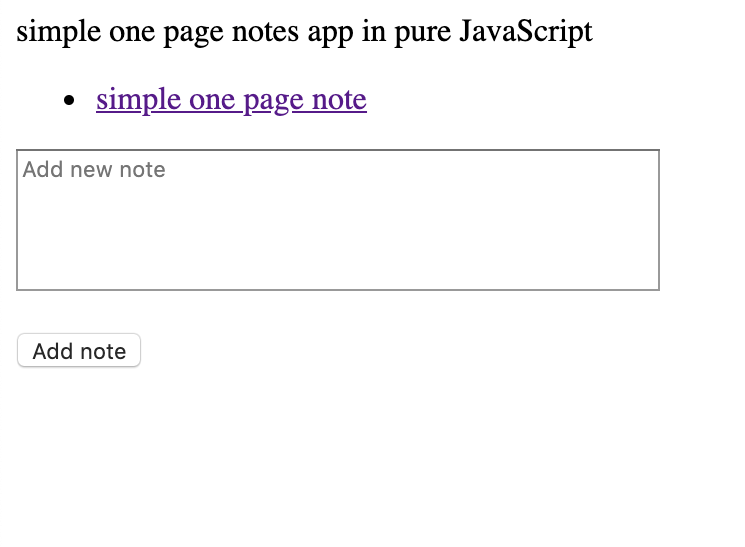 simple one page notes app in pure JavaScript
simple one page note
Add new note
Add note